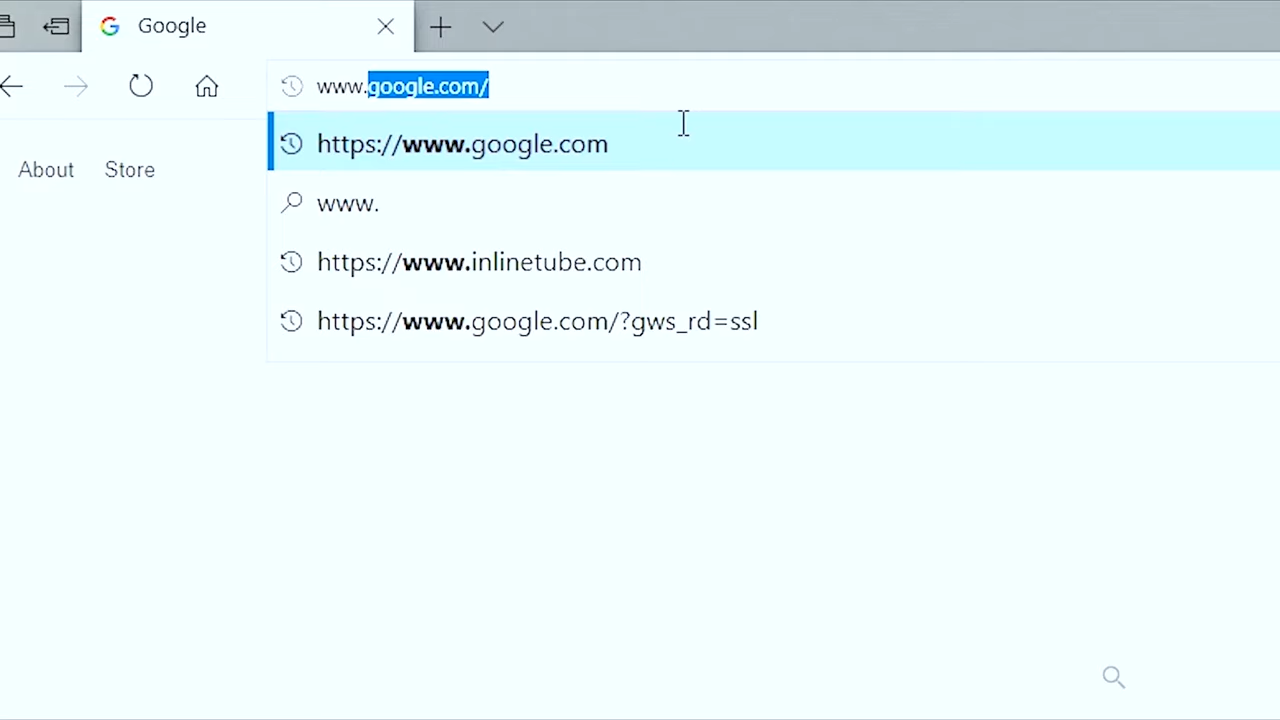 Google
www.google.com/
https://www.google.com
About Store
www.
https://www.inlinetube.com
https://www.google.com/?gws_rd=ssl